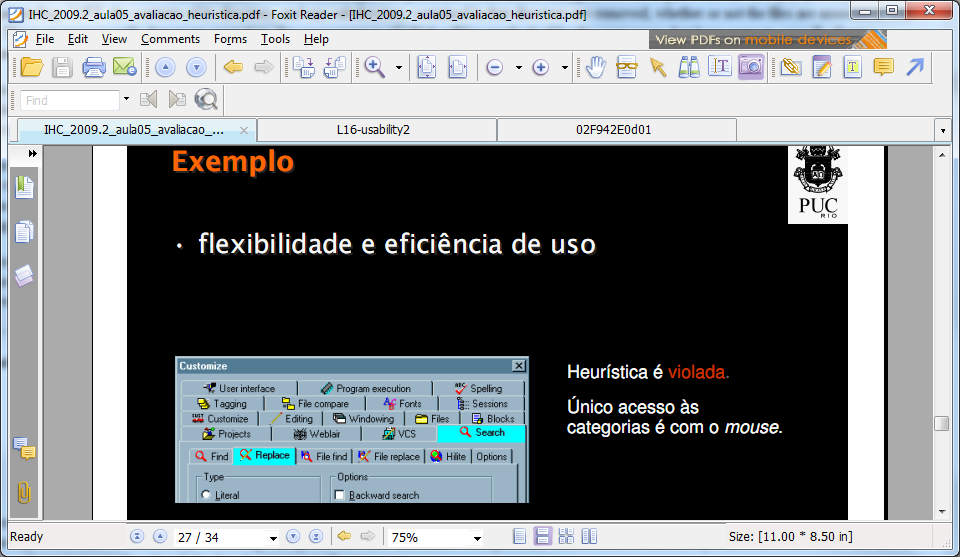 IHC_2009.2_aula05_avaliacao_heuristica.pdf - Foxit Reader - [IHC_2009.2_aula05_avaliacao_heuristica.pdf]
File Edit View Comments Forms Tools Help
View PDFs on mobile devices
Find
IHC_2009.2_aula05_avaliacao_... L16-usability2 02F942E0d01
Exemplo
PUC
RIO
• flexibilidade e eficiência de uso
Customize
User interface Program execution Spelling
Tagging File compare Fonts Sessions
Customize Editing Windowing Files Blocks
Projects Weblair VCS Search
Find Replace File find File replace Hilite Options
Type Options
Literal Backward search
Heurística é violada.
Único acesso às
categorias é com o mouse.
Ready 27 / 34 75% Size: [11.00 * 8.50 in]